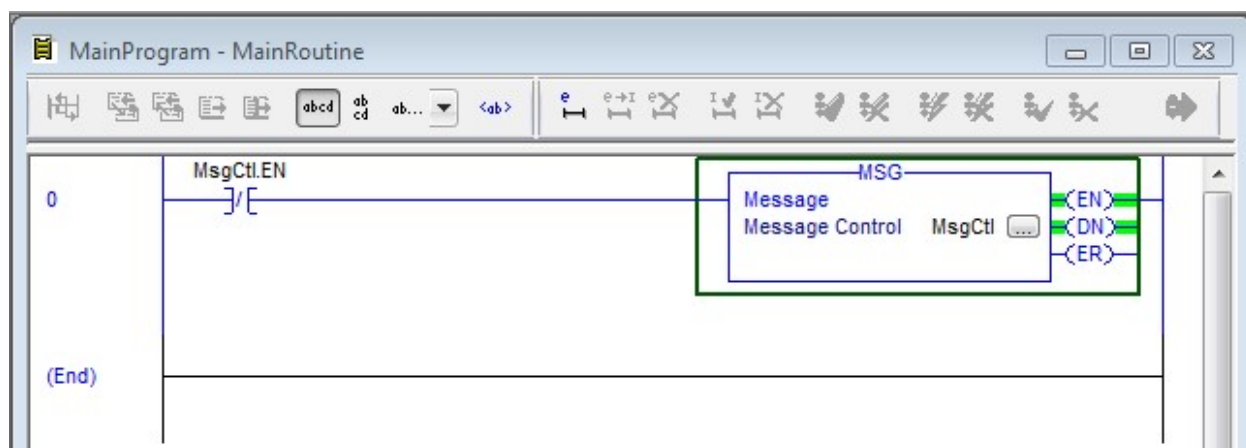 MainProgram - MainRoutine
abcd ab cd ab... <ab> e e I e I I
0 MsgCtl.EN MSG
Message (EN)
Message Control MsgCtl ... (DN)
(ER)
(End)